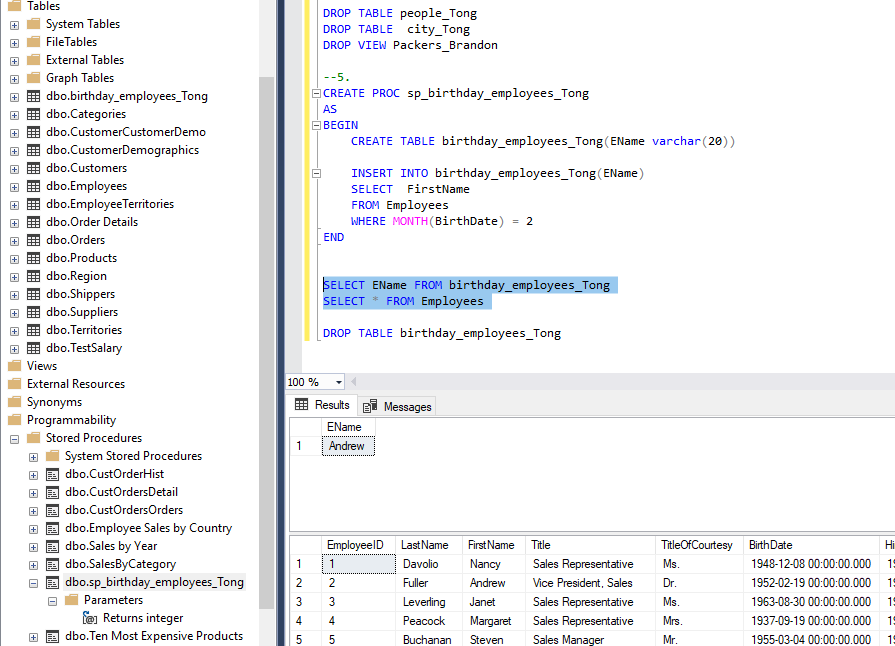 Tables
System Tables
FileTables
External Tables
Graph Tables
dbo.birthday_employees_Tong
dbo.Categories
dbo.CustomerCustomerDemo
dbo.CustomerDemographics
dbo.Customers
dbo.Employees
dbo.EmployeeTerritories
dbo.Order Details
dbo.Orders
dbo.Products
dbo.Region
dbo.Shippers
dbo.Suppliers
dbo.Territories
dbo.TestSalary
Views
External Resources
Synonyms
Programmability
Stored Procedures
System Stored Procedures
dbo.CustOrderHist
dbo.CustOrdersDetail
dbo.CustOrdersOrders
dbo.Employee Sales by Country
dbo.Sales by Year
dbo.SalesByCategory
dbo.sp_birthday_employees_Tong
Parameters
Returns integer
dbo.Ten Most Expensive Products
DROP TABLE people_Tong
DROP TABLE  city_Tong
DROP VIEW Packers_Brandon
--5.
CREATE PROC sp_birthday_employees_Tong
AS
BEGIN
CREATE TABLE birthday_employees_Tong(EName varchar(20))
INSERT INTO birthday_employees_Tong(EName)
SELECT  FirstName
FROM Employees
WHERE MONTH(BirthDate) = 2
END
SELECT EName FROM birthday_employees_Tong
SELECT * FROM Employees
DROP TABLE birthday_employees_Tong
100 %
Results Messages
EName
1 Andrew
EmployeeID LastName FirstName Title TitleOfCourtesy BirthDate Hi
1 1 Davolio Nancy Sales Representative Ms. 1948-12-08 00:00:00.000 19
2 2 Fuller Andrew Vice President, Sales Dr. 1952-02-19 00:00:00.000 19
3 3 Leverling Janet Sales Representative Ms. 1963-08-30 00:00:00.000 19
4 4 Peacock Margaret Sales Representative Mrs. 1937-09-19 00:00:00.000 19
5 5 Buchanan Steven Sales Manager Mr. 1955-03-04 00:00:00.000 19